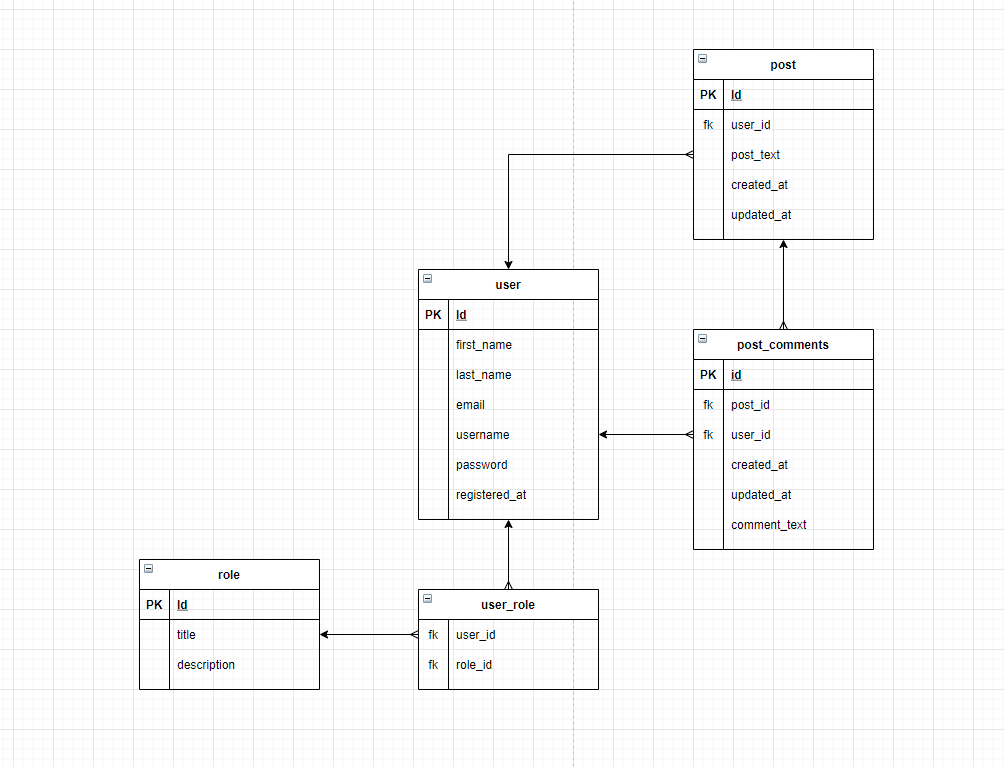 post
PK Id
fk user_id
post_text
created_at
updated_at
user
PK Id
first_name
last_name
email
username
password
registered_at
post_comments
PK id
fk post_id
fk user_id
created_at
updated_at
comment_text
role
PK Id
title
description
user_role
fk user_id
fk role_id